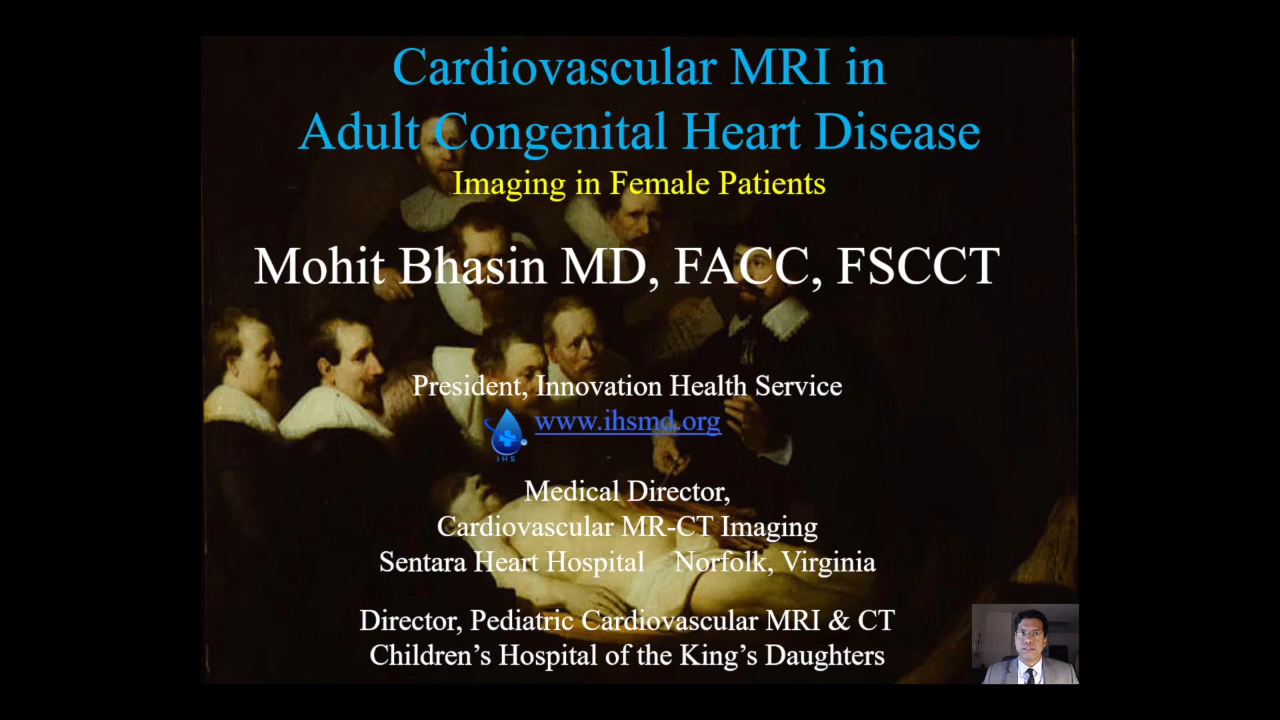 Cardiovascular MRI in
Adult Congenital Heart Disease
Imaging in Female Patients
Mohit Bhasin MD, FACC, FSCCT
President, Innovation Health Service
www.ihsmd.org
IHS
Medical Director,
Cardiovascular MR-CT Imaging
Sentara Heart Hospital Norfolk, Virginia
Director, Pediatric Cardiovascular MRI & CT
Children’s Hospital of the King’s Daughters